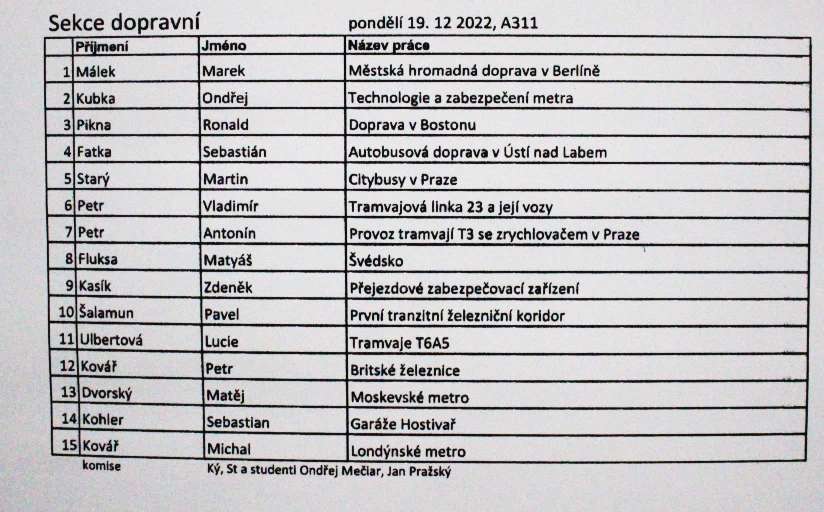 Sekce dopravní pondělí 19. 12 2022, A311
Příjmení Jméno Název práce
1 Málek Marek Městská hromadná doprava v Berlíně
2 Kubka Ondřej Technologie a zabezpečení metra
3 Pikna Ronald Doprava v Bostonu
4 Fatka Sebastián Autobusová doprava v Ústí nad Labem
5 Starý Martin Citybusy v Praze
6 Petr Vladimír Tramvajová linka 23 a její vozy
7 Petr Antonín Provoz tramvají T3 se zrychlovačem v Praze
8 Fluksa Matyáš Švédsko
9 Kasík Zdeněk Přejezdové zabezpečovací zařízení
10 Šalamun Pavel První tranzitní železniční koridor
11 Ulbertová Lucie Tramvaje T6A5
12 Kovář Petr Britské železnice
13 Dvorský Matěj Moskevské metro
14 Kohler Sebastian Garáže Hostivař
15 Kovář Michal Londýnské metro
komise Ký, St a studenti Ondřej Mečiar, Jan Pražský